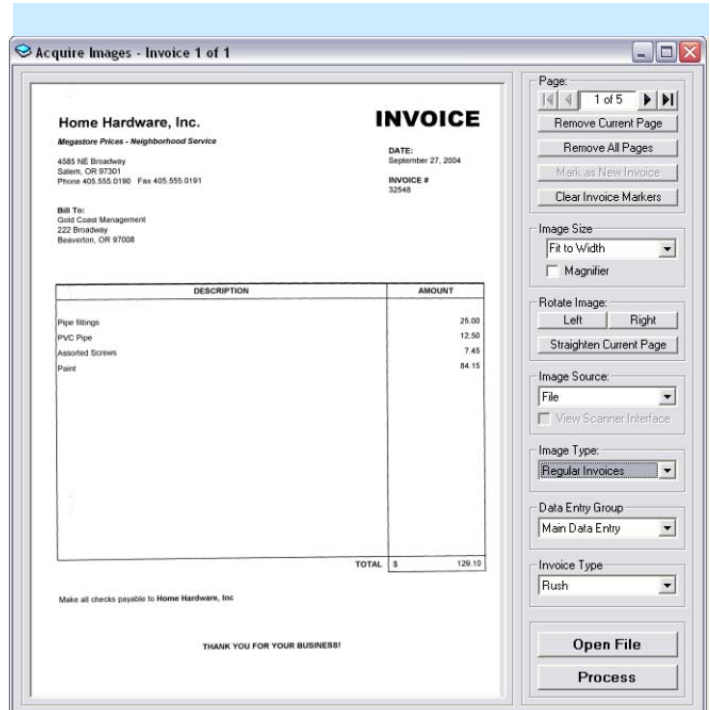 Acquire Images - Invoice 1 of 1
Home Hardware, Inc.
INVOICE
Megastore Prices - Neighborhood Service
DATE:
4585 NE Broadway
September 27, 2004
Salem, OR 97301
Phone 405.555.0190 Fax 405.555.0191
INVOICE #
32548
Bill To:
Gold Coast Management
222 Broadway
Beaverton, OR 97008
DESCRIPTION AMOUNT
Pipe fittings 25.00
PVC Pipe 12.50
Assorted Screws 7.45
Paint 84.15
TOTAL $ 129.10
Make all checks payable to Home Hardware, Inc
THANK YOU FOR YOUR BUSINESS!
Page:
1 of 5
Remove Current Page
Remove All Pages
Mark as New Invoice
Clear Invoice Markers
Image Size
Fit to Width
Magnifier
Rotate Image:
Left Right
Straighten Current Page
Image Source:
File
View Scanner Interface
Image Type:
Regular Invoices
Data Entry Group
Main Data Entry
Invoice Type
Rush
Open File
Process